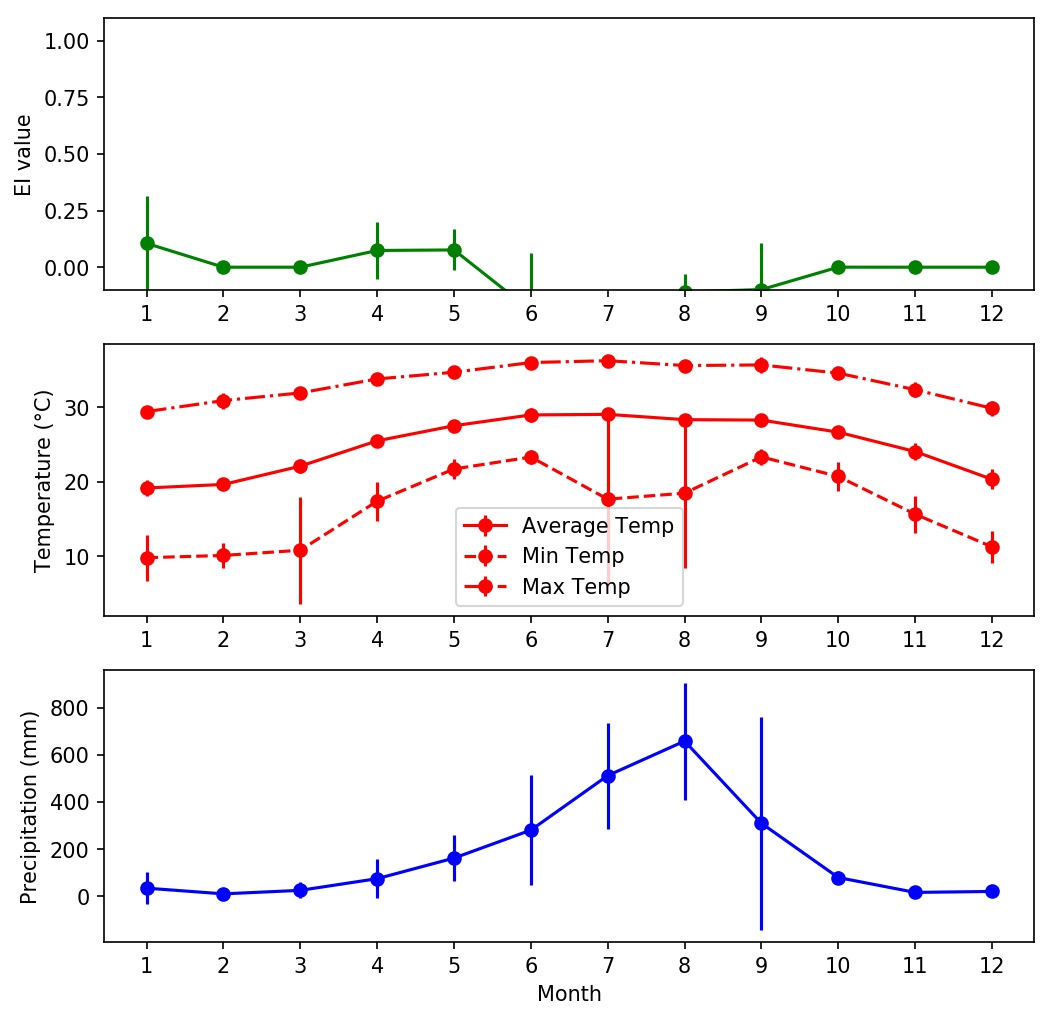 EI value
1.00
0.75
0.50
0.25
0.00
1 2 3 4 5 6 7 8 9 10 11 12
Temperature (°C)
30
20
10
Average Temp
Min Temp
Max Temp
1 2 3 4 5 6 7 8 9 10 11 12
Precipitation (mm)
800
600
400
200
0
1 2 3 4 5 6 7 8 9 10 11 12
Month